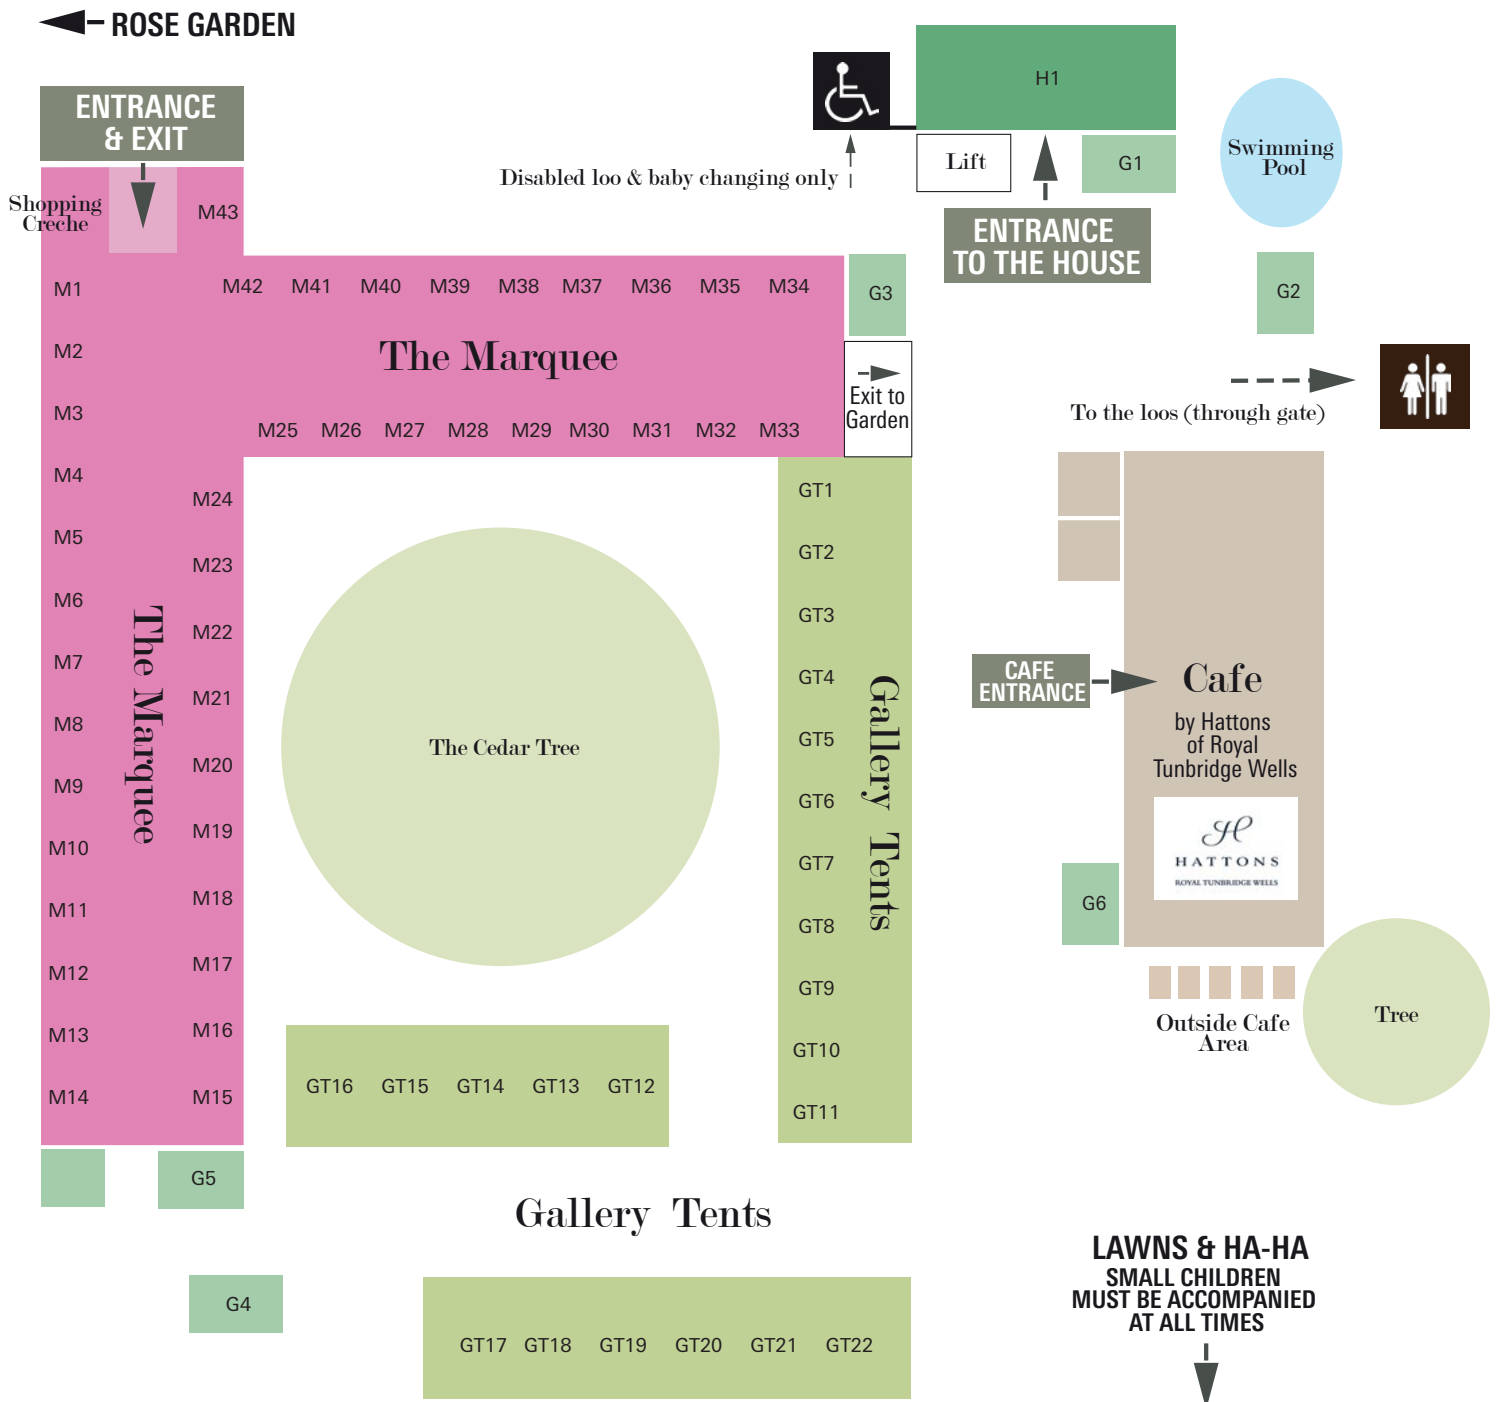 ROSE GARDEN
ENTRANCE
& EXIT
H1
Lift
G1
Swimming
Pool
Disabled loo & baby changing only
Shopping
Creche
M43
ENTRANCE
TO THE HOUSE
M1
M42 M41 M40 M39 M38 M37 M36 M35 M34
G3
G2
M2
The Marquee
Exit to
Garden
To the loos (through gate)
M3
M25 M26 M27 M28 M29 M30 M31 M32 M33
M4
M24
M5
M23
M6
M22
M7
M21
M8
M20
M9
M19
M10
M18
M11
M17
M12
M16
M13
M15
M14
The Marquee
The Cedar Tree
GT1
GT2
GT3
GT4
GT5
GT6
GT7
GT8
GT9
GT10
GT11
Gallery Tents
CAFE
ENTRANCE
Cafe
by Hattons
of Royal
Tunbridge Wells
H
HATTONS
ROYAL TUNBRIDGE WELLS
G6
Outside Cafe
Area
Tree
GT16 GT15 GT14 GT13 GT12
G5
Gallery Tents
G4
GT17 GT18 GT19 GT20 GT21 GT22
LAWNS & HA-HA
SMALL CHILDREN
MUST BE ACCOMPANIED
AT ALL TIMES